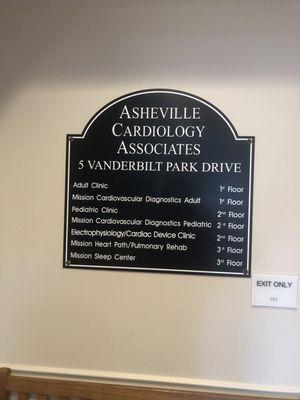 Asheville
Cardiology
Associates
5 Vanderbilt Park Drive
Adult Clinic 1st Floor
Mission Cardiovascular Diagnostics Adult 1st Floor
Pediatric Clinic 2nd Floor
Mission Cardiovascular Diagnostics Pediatric 2nd Floor
Electrophysiology/Cardiac Device Clinic 2nd Floor
Mission Heart Path/Pulmonary Rehab 3rd Floor
Mission Sleep Center 3rd Floor
EXIT ONLY
101